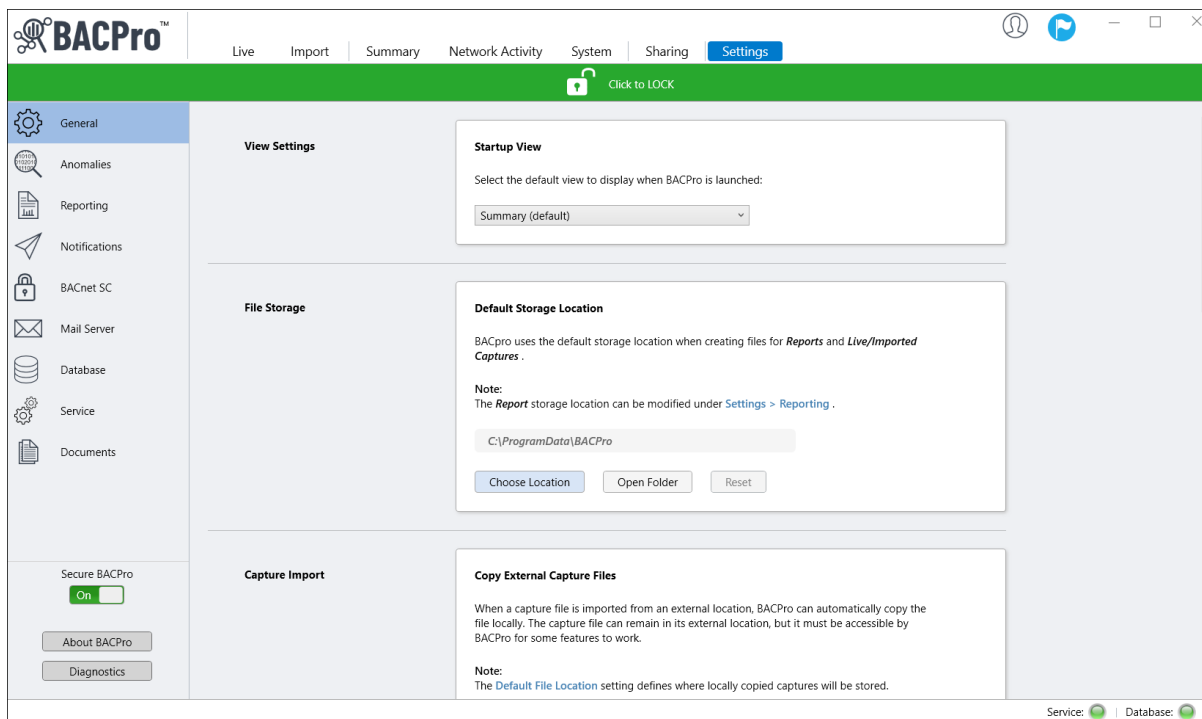 BACPro™
Live Import Summary Network Activity System Sharing Settings
Click to LOCK
General
Anomalies
Reporting
Notifications
BACnet SC
Mail Server
Database
Service
Documents
Secure BACPro
On
About BACPro
Diagnostics
View Settings
Startup View
Select the default view to display when BACPro is launched:
Summary (default)
File Storage
Default Storage Location
BACpro uses the default storage location when creating files for Reports and Live/Imported
Captures .
Note:
The Report storage location can be modified under Settings > Reporting .
C:\ProgramData\BACPro
Choose Location Open Folder Reset
Capture Import
Copy External Capture Files
When a capture file is imported from an external location, BACPro can automatically copy the
file locally. The capture file can remain in its external location, but it must be accessible by
BACPro for some features to work.
Note:
The Default File Location setting defines where locally copied captures will be stored.
Service: | Database: